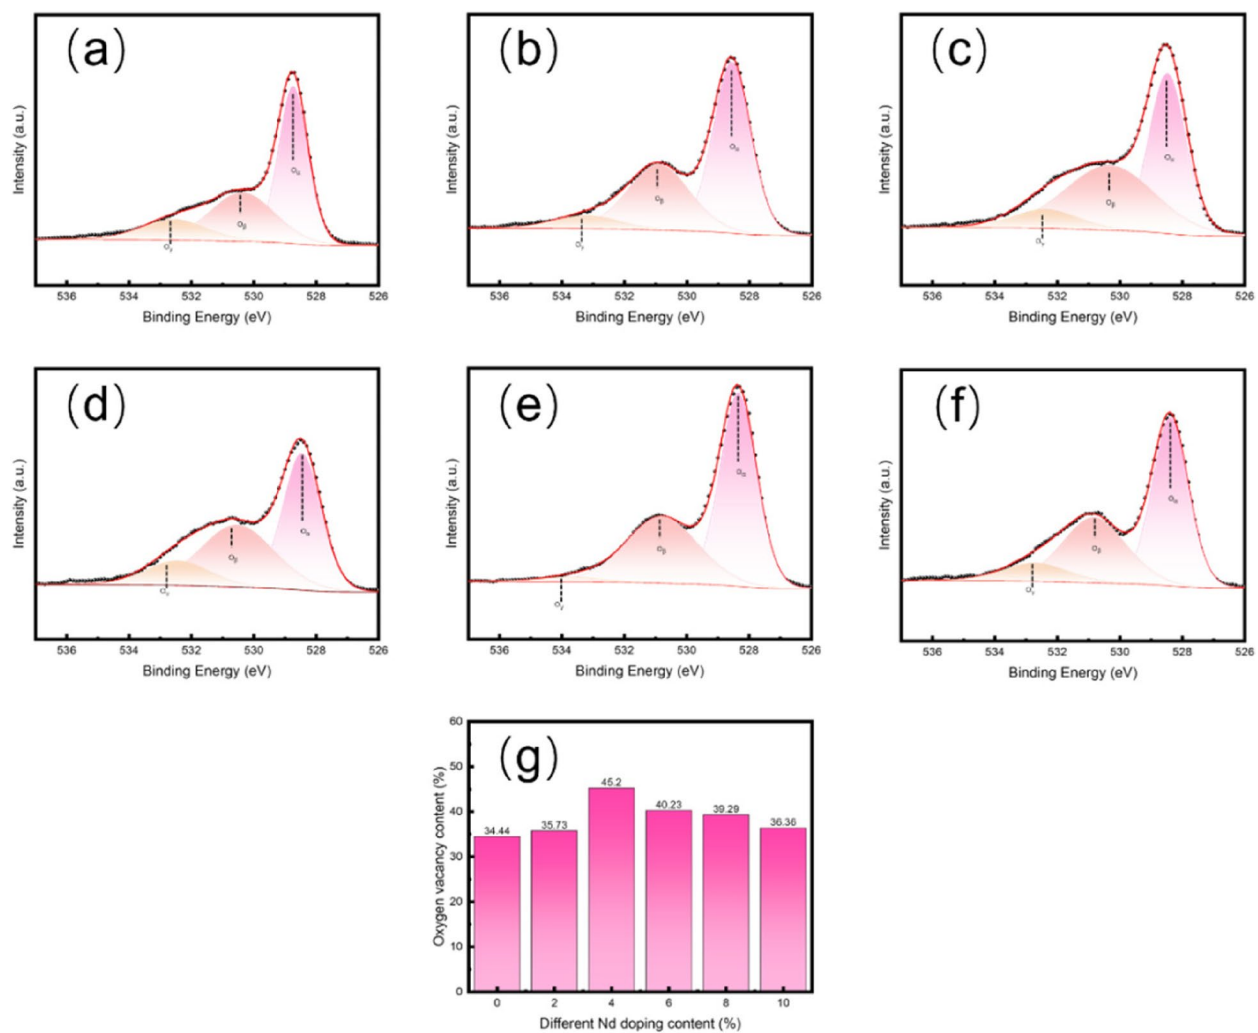 (a)
Intensity (a.u.)
Oα
Oβ
Oγ
536 534 532 530 528 526
Binding Energy (eV)
(b)
Intensity (a.u.)
Oα
Oβ
Oγ
536 534 532 530 528 526
Binding Energy (eV)
(c)
Intensity (a.u.)
Oα
Oβ
Oγ
536 534 532 530 528 526
Binding Energy (eV)
(d)
Intensity (a.u.)
Oα
Oβ
Oγ
536 534 532 530 528 526
Binding Energy (eV)
(e)
Intensity (a.u.)
Oα
Oβ
Oγ
536 534 532 530 528 526
Binding Energy (eV)
(f)
Intensity (a.u.)
Oα
Oβ
Oγ
536 534 532 530 528 526
Binding Energy (eV)
(g)
Oxygen vacancy content (%)
60
50
40
30
20
10
0
34.44 35.73 45.2 40.23 39.29 36.36
0 2 4 6 8 10
Different Nd doping content (%)